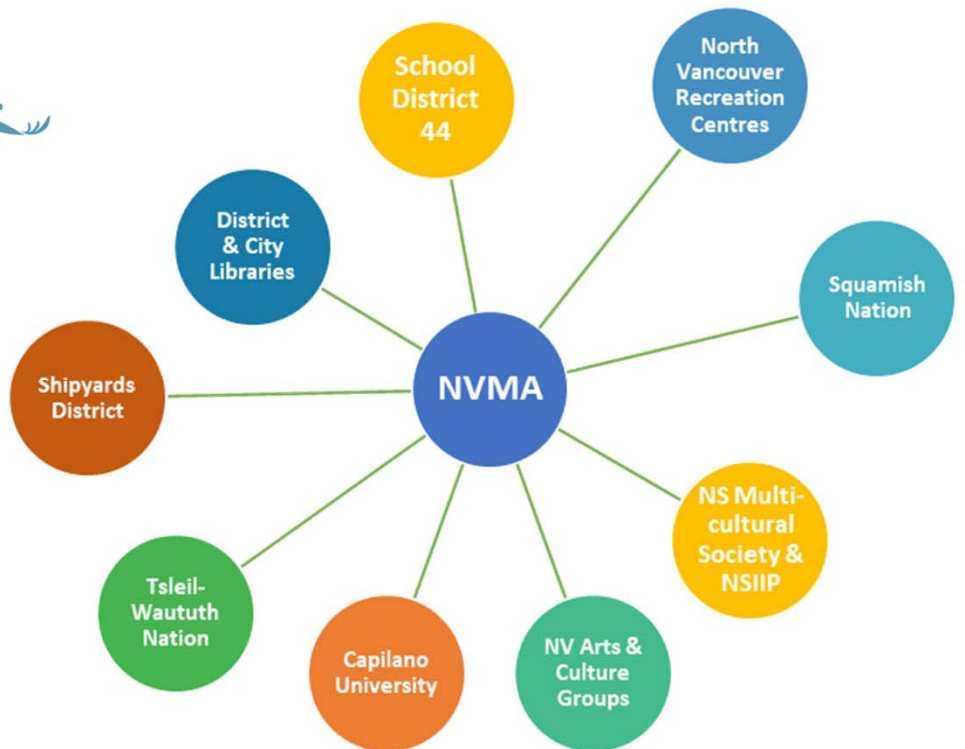 School
District
44
North
Vancouver
Recreation
Centres
District
& City
Libraries
Squamish
Nation
Shipyards
District
NVMA
NS Multi-
cultural
Society &
NSIIP
Tsleil-
Waututh
Nation
Capilano
University
NV Arts &
Culture
Groups